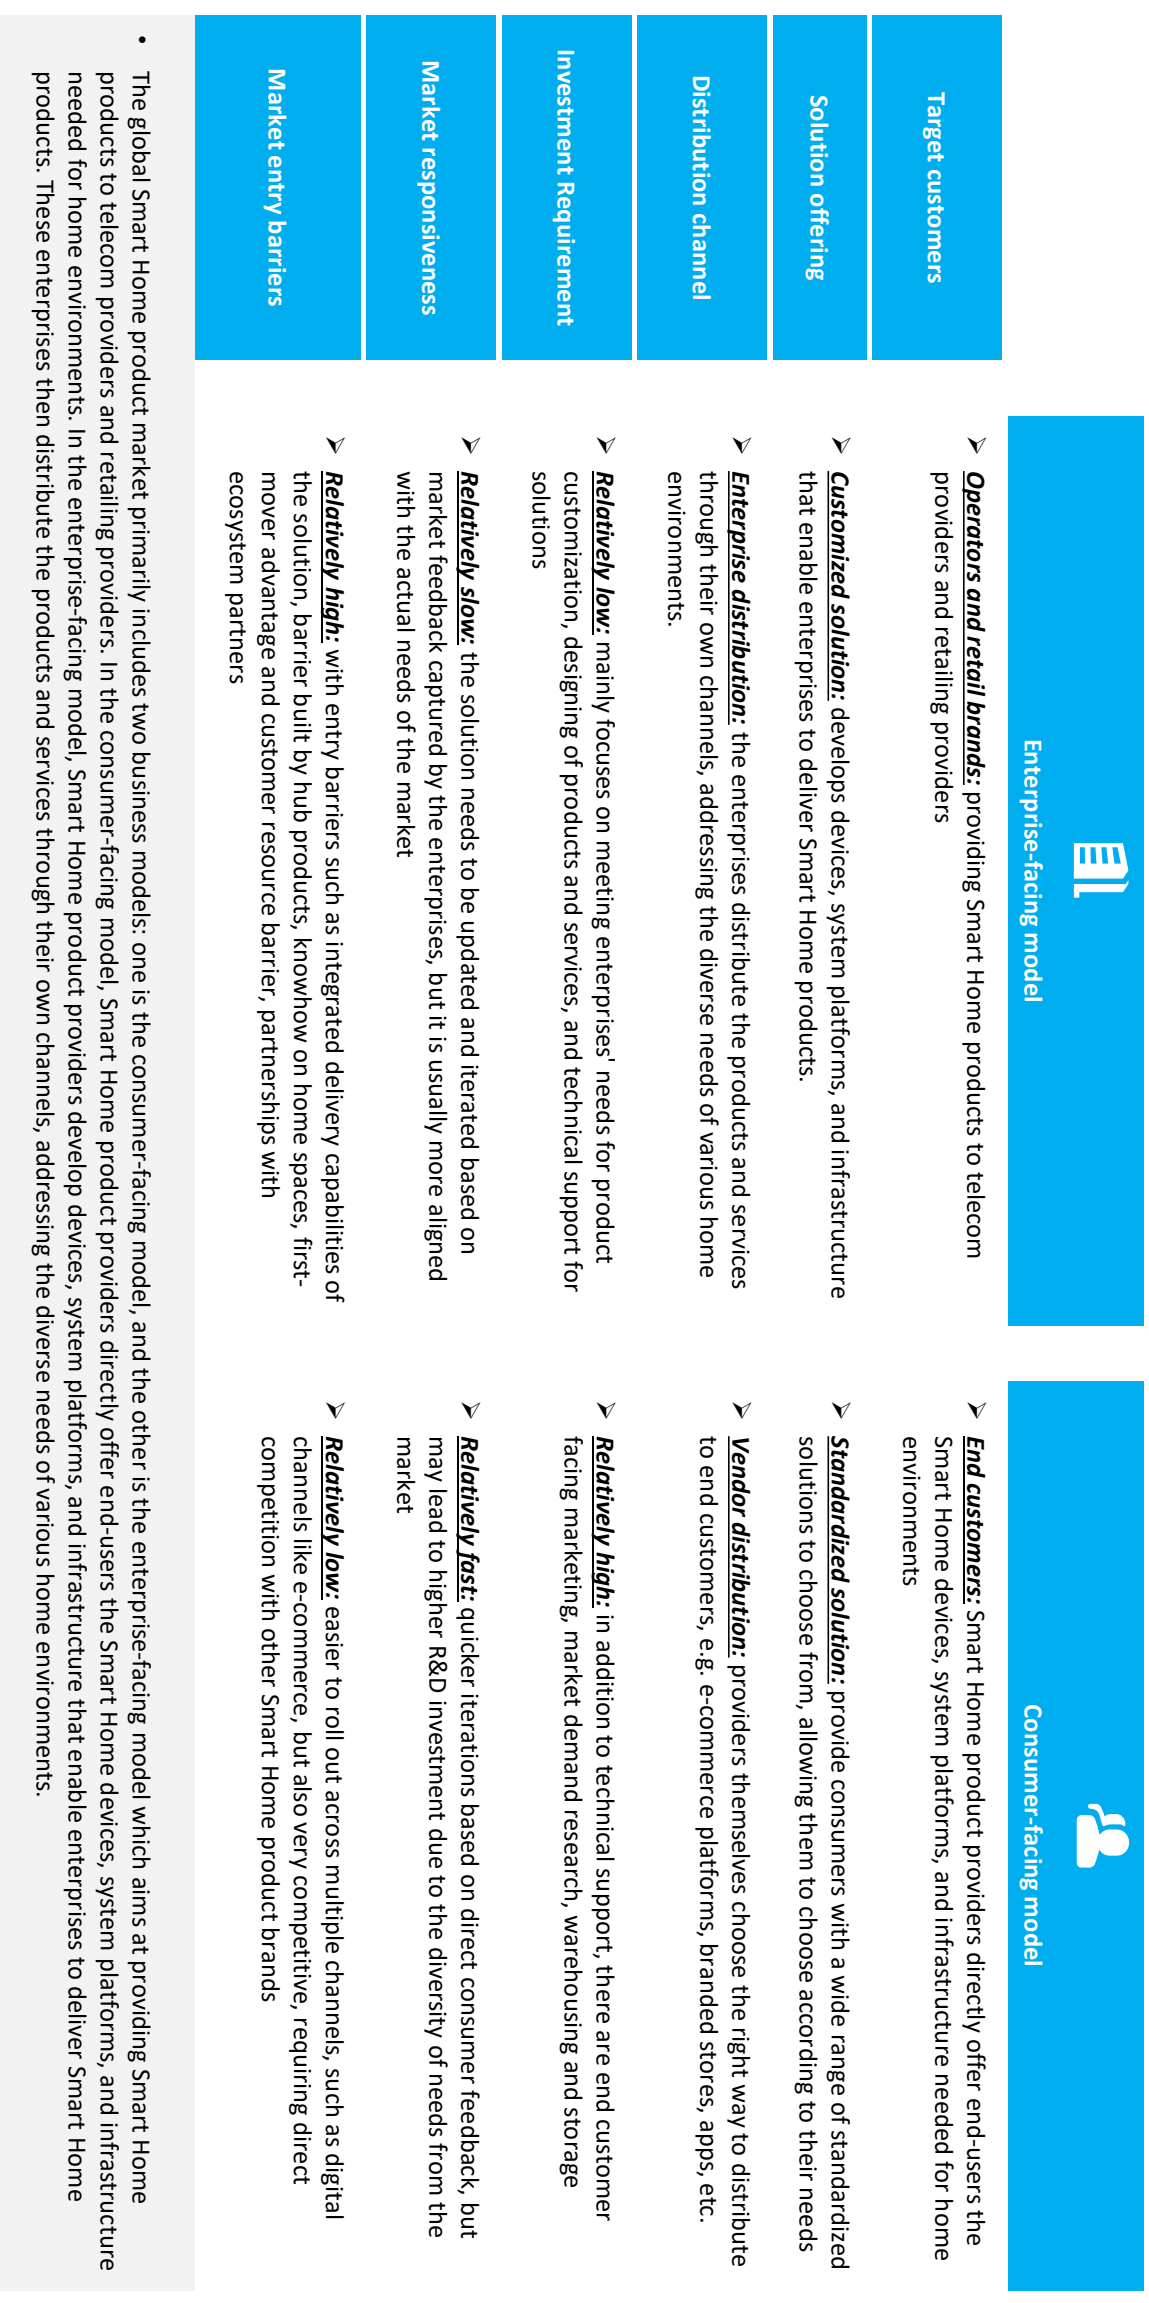 Enterprise-facing model
Consumer-facing model
Target customers
➢ Operators and retail brands: providing Smart Home products to telecom
providers and retailing providers
➢ End customers: Smart Home product providers directly offer end-users the
Smart Home devices, system platforms, and infrastructure needed for home
environments
Solution offering
➢ Customized solution: develops devices, system platforms, and infrastructure
that enable enterprises to deliver Smart Home products.
➢ Standardized solution: provide consumers with a wide range of standardized
solutions to choose from, allowing them to choose according to their needs
Distribution channel
➢ Enterprise distribution: the enterprises distribute the products and services
through their own channels, addressing the diverse needs of various home
environments.
➢ Vendor distribution: providers themselves choose the right way to distribute
to end customers, e.g. e-commerce platforms, branded stores, apps, etc.
Investment Requirement
➢ Relatively low: mainly focuses on meeting enterprises' needs for product
customization, designing of products and services, and technical support for
solutions
➢ Relatively high: in addition to technical support, there are end customer
facing marketing, market demand research, warehousing and storage
Market responsiveness
➢ Relatively slow: the solution needs to be updated and iterated based on
market feedback captured by the enterprises, but it is usually more aligned
with the actual needs of the market
➢ Relatively fast: quicker iterations based on direct consumer feedback, but
may lead to higher R&D investment due to the diversity of needs from the
market
Market entry barriers
➢ Relatively high: with entry barriers such as integrated delivery capabilities of
the solution, barrier built by hub products, knowhow on home spaces, first-
mover advantage and customer resource barrier, partnerships with
ecosystem partners
➢ Relatively low: easier to roll out across multiple channels, such as digital
channels like e-commerce, but also very competitive, requiring direct
competition with other Smart Home product brands
• The global Smart Home product market primarily includes two business models: one is the consumer-facing model, and the other is the enterprise-facing model which aims at providing Smart Home
products to telecom providers and retailing providers. In the consumer-facing model, Smart Home product providers directly offer end-users the Smart Home devices, system platforms, and infrastructure
needed for home environments. In the enterprise-facing model, Smart Home product providers develop devices, system platforms, and infrastructure that enable enterprises to deliver Smart Home
products. These enterprises then distribute the products and services through their own channels, addressing the diverse needs of various home environments.